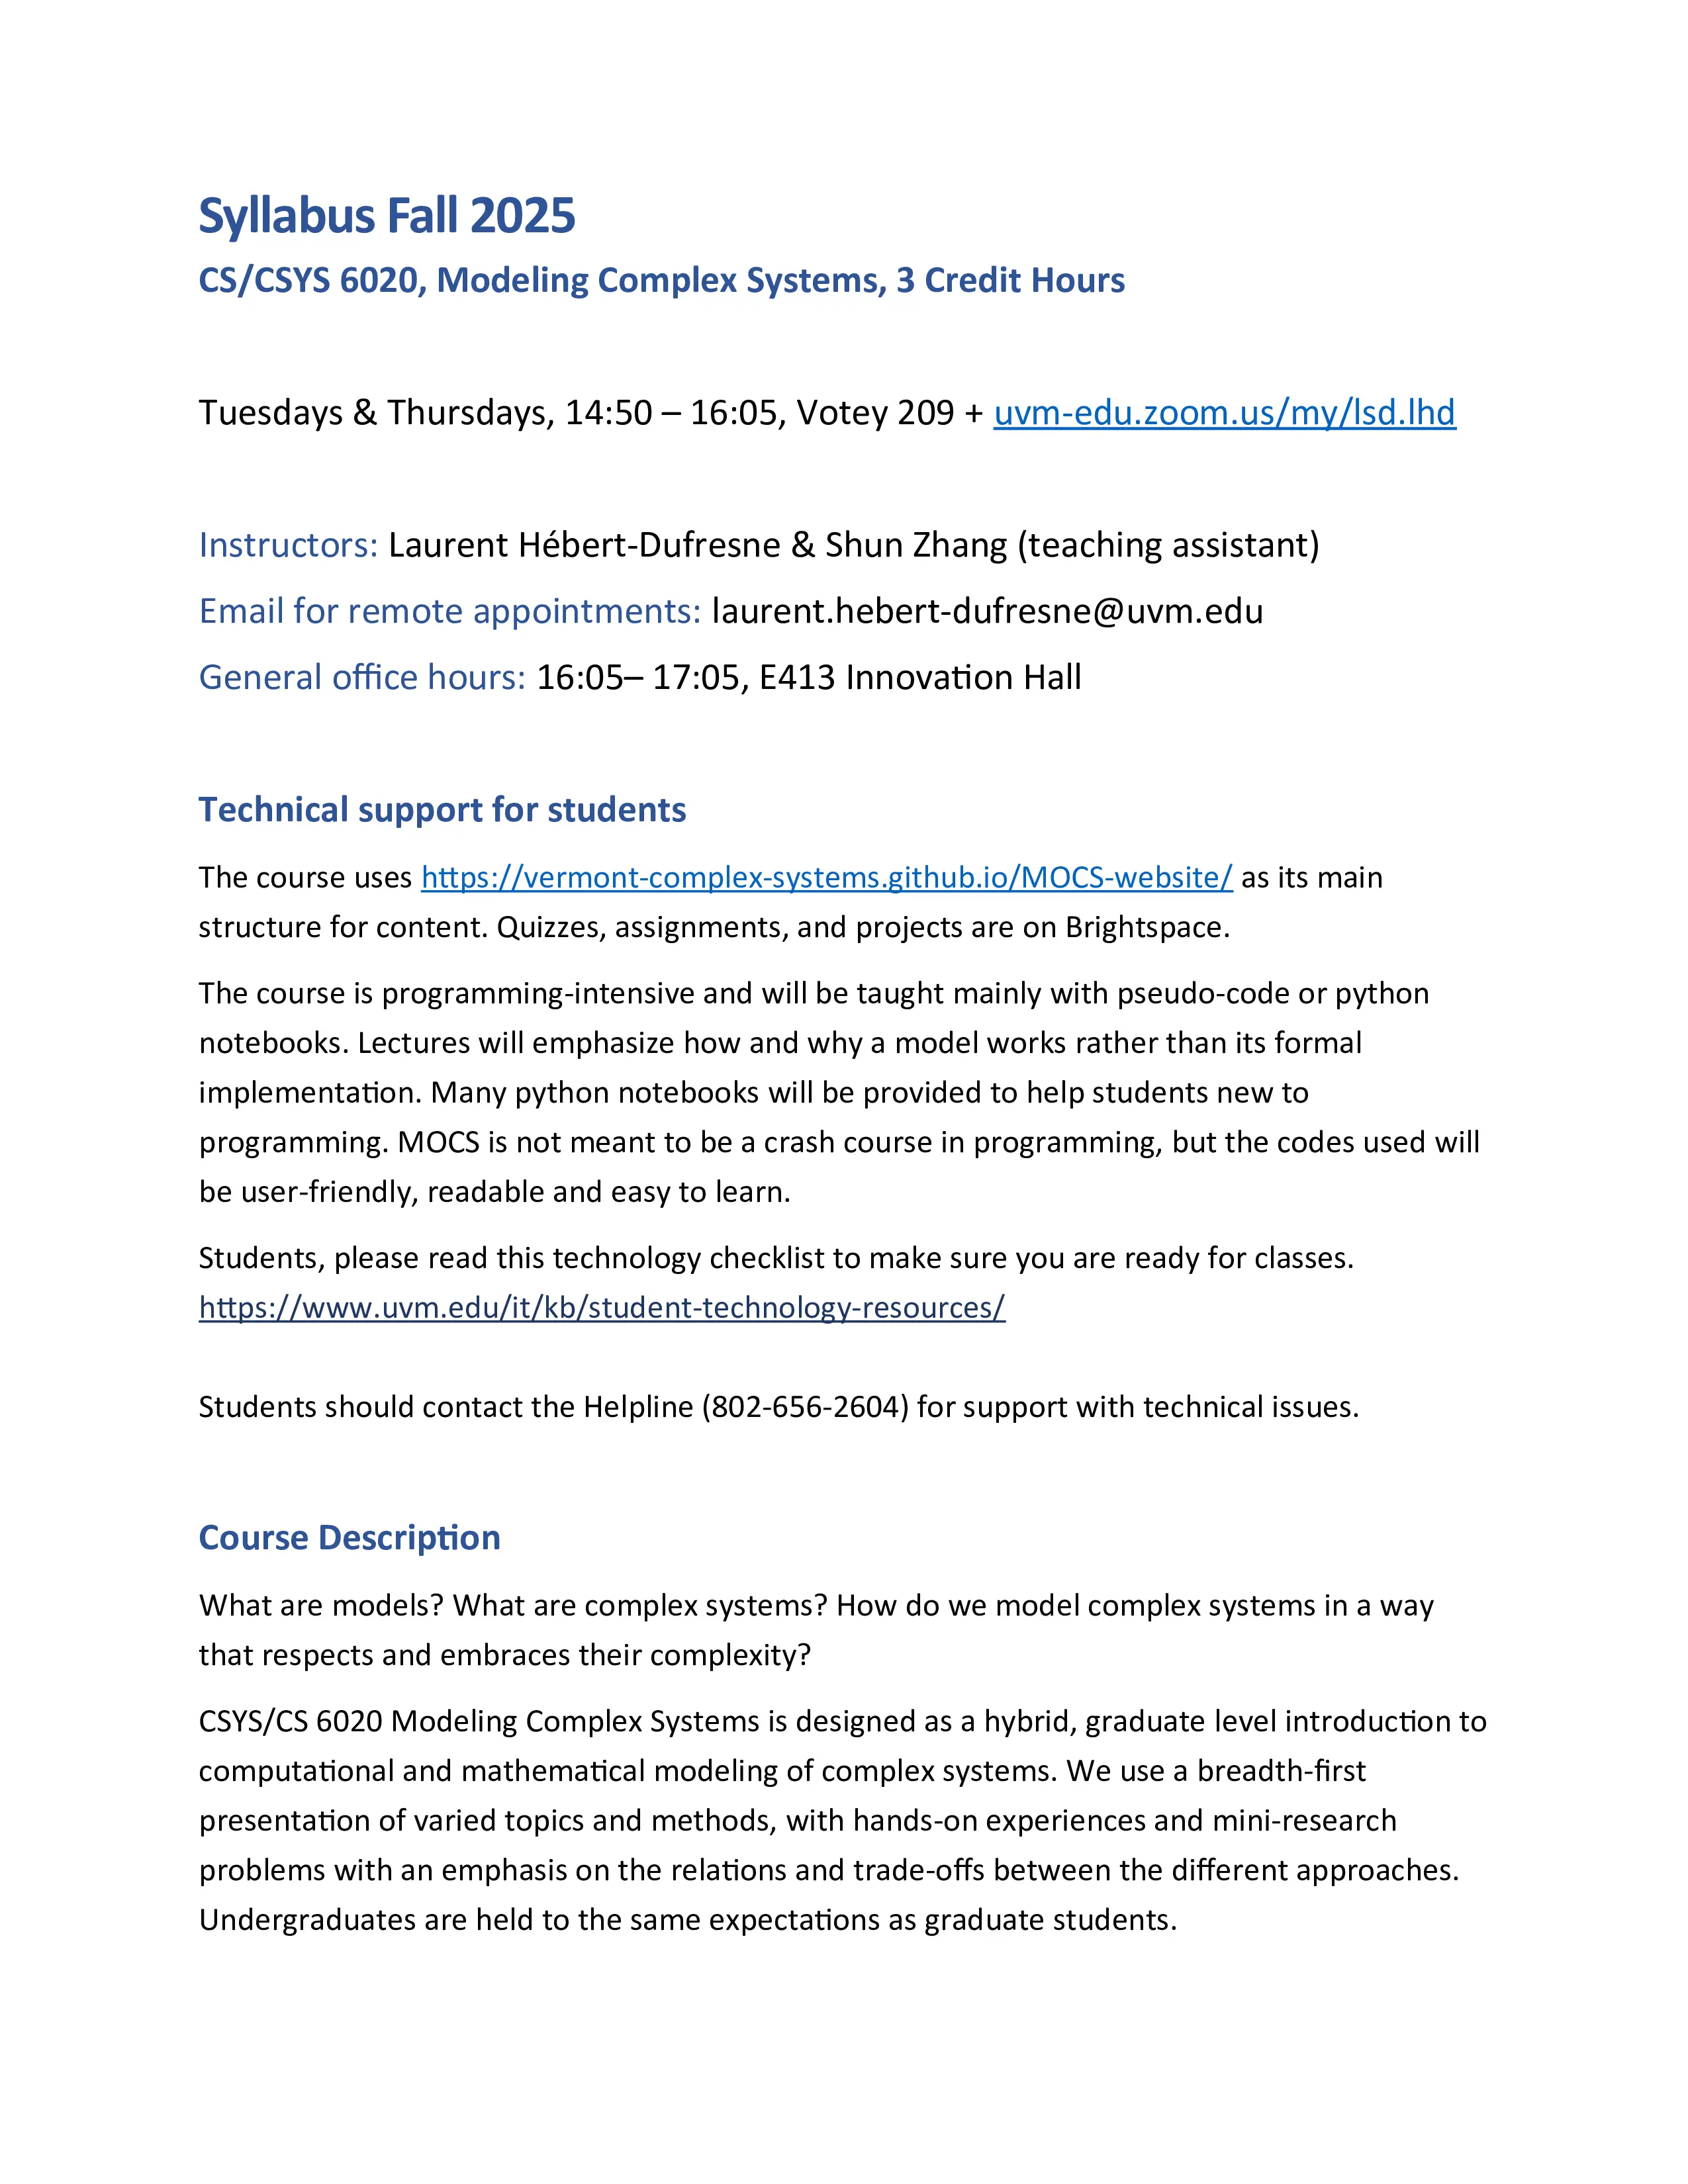 Syllabus Fall 2025
CS/CSYS 6020, Modeling Complex Systems, 3 Credit Hours
Tuesdays & Thursdays, 14:50 – 16:05, Votey 209 + uvm-edu.zoom.us/my/lsd.lhd
Instructors: Laurent Hébert-Dufresne & Shun Zhang (teaching assistant)
Email for remote appointments: laurent.hebert-dufresne@uvm.edu
General office hours: 16:05– 17:05, E413 Innovation Hall
Technical support for students
The course uses https://vermont-complex-systems.github.io/MOCS-website/ as its main
structure for content. Quizzes, assignments, and projects are on Brightspace.
The course is programming-intensive and will be taught mainly with pseudo-code or python
notebooks. Lectures will emphasize how and why a model works rather than its formal
implementation. Many python notebooks will be provided to help students new to
programming. MOCS is not meant to be a crash course in programming, but the codes used will
be user-friendly, readable and easy to learn.
Students, please read this technology checklist to make sure you are ready for classes.
https://www.uvm.edu/it/kb/student-technology-resources/
Students should contact the Helpline (802-656-2604) for support with technical issues.
Course Description
What are models? What are complex systems? How do we model complex systems in a way
that respects and embraces their complexity?
CSYS/CS 6020 Modeling Complex Systems is designed as a hybrid, graduate level introduction to
computational and mathematical modeling of complex systems. We use a breadth-first
presentation of varied topics and methods, with hands-on experiences and mini-research
problems with an emphasis on the relations and trade-offs between the different approaches.
Undergraduates are held to the same expectations as graduate students.